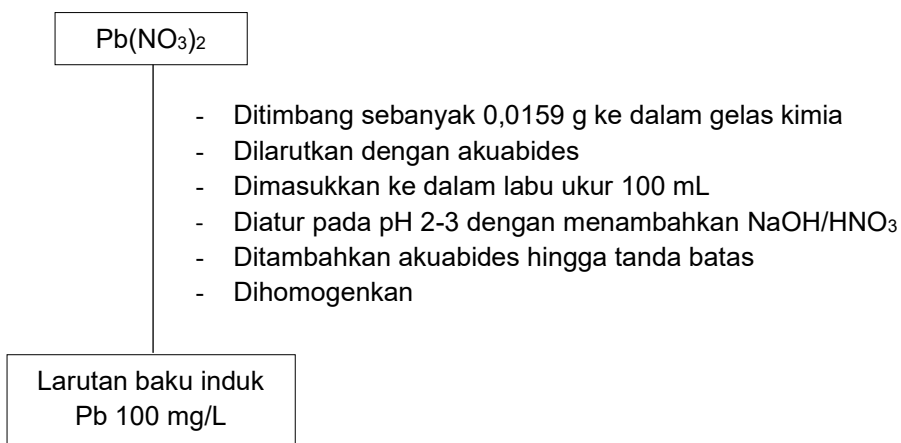 Pb(NO₃)₂
- Ditimbang sebanyak 0,0159 g ke dalam gelas kimia
- Dilarutkan dengan akuabides
- Dimasukkan ke dalam labu ukur 100 mL
- Diatur pada pH 2-3 dengan menambahkan NaOH/HNO₃
- Ditambahkan akuabides hingga tanda batas
- Dihomogenkan
Larutan baku induk
Pb 100 mg/L